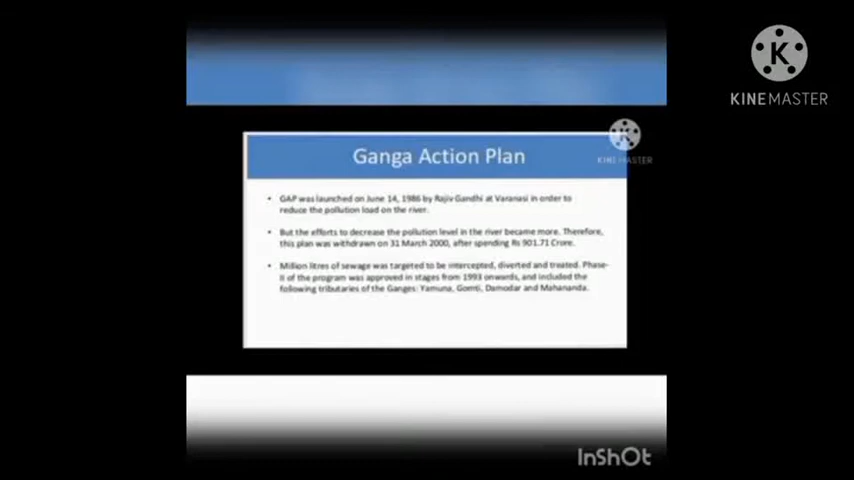 KINEMASTER
Ganga Action Plan
KINEMASTER
• GAP was launched on June 14, 1986 by Rajiv Gandhi at Varanasi in order to
reduce the pollution load on the river.
• But the efforts to decrease the pollution level in the river became more. Therefore,
this plan was withdrawn on 31 March 2000, after spending Rs 901.71 Crore.
• Million litres of sewage was targeted to be intercepted, diverted and treated. Phase-
II of the program was approved in stages from 1993 onwards, and included the
following tributaries of the Ganges: Yamuna, Gomti, Damodar and Mahananda.
InShOt